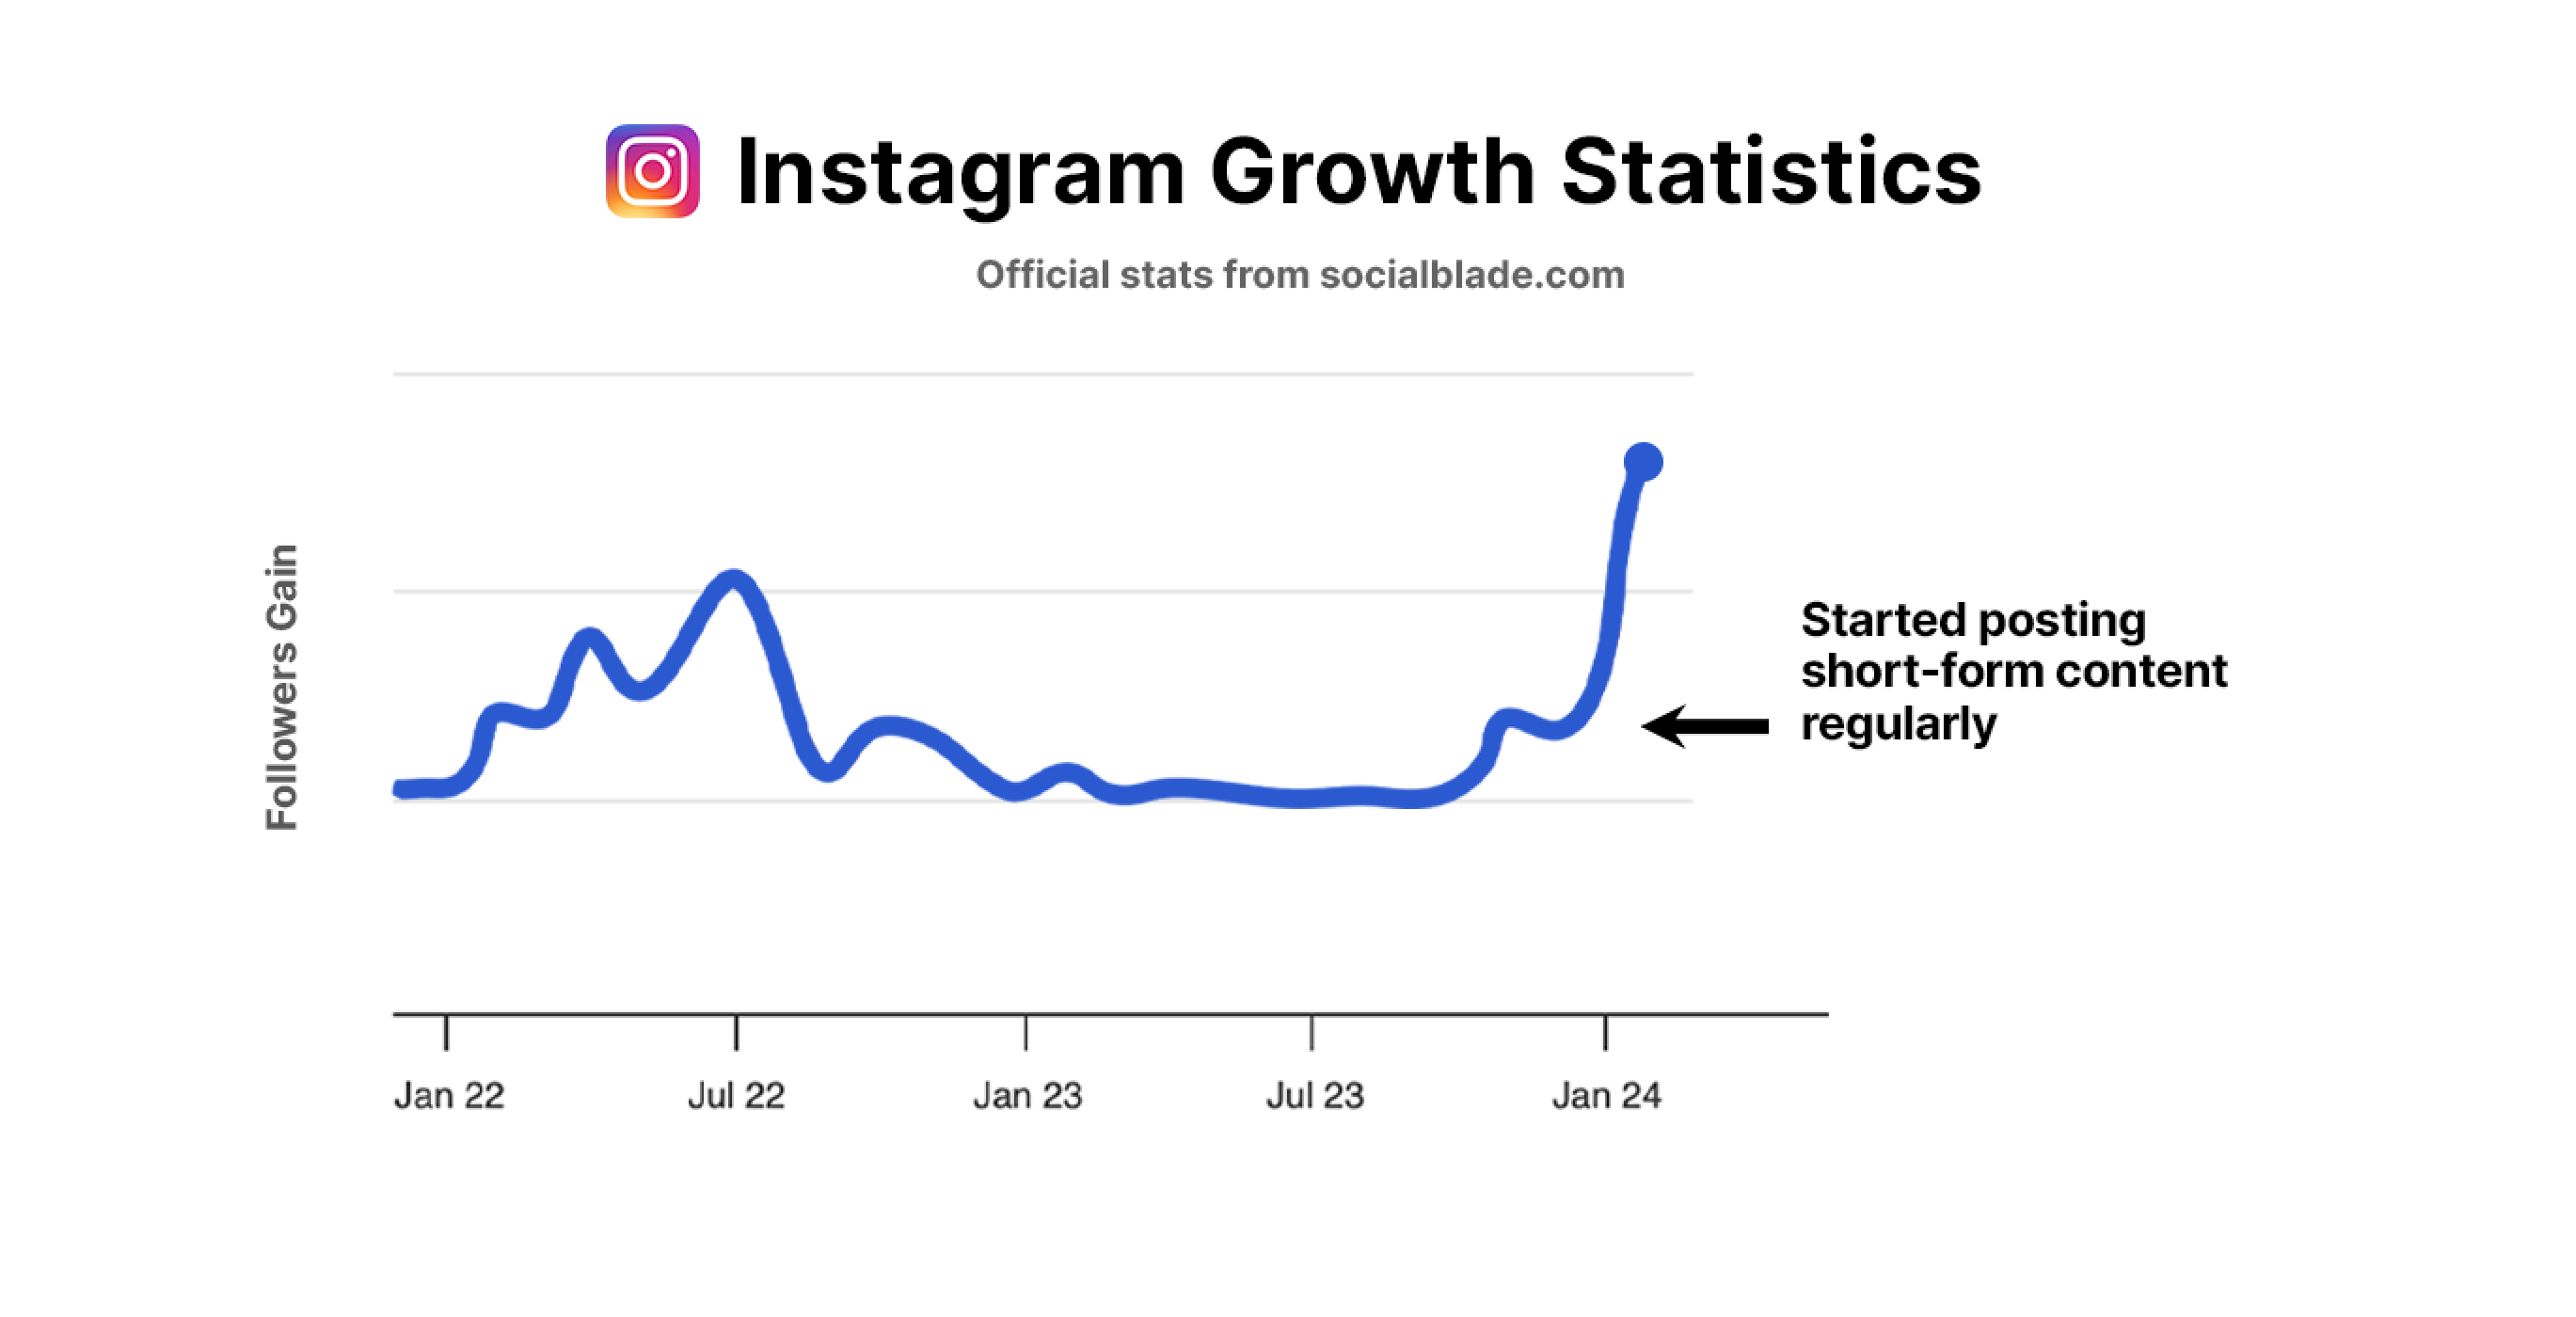 Instagram Growth Statistics
Official stats from socialblade.com
Followers Gain
Started posting
short-form content
regularly
Jan 22
Jul 22
Jan 23
Jul 23
Jan 24